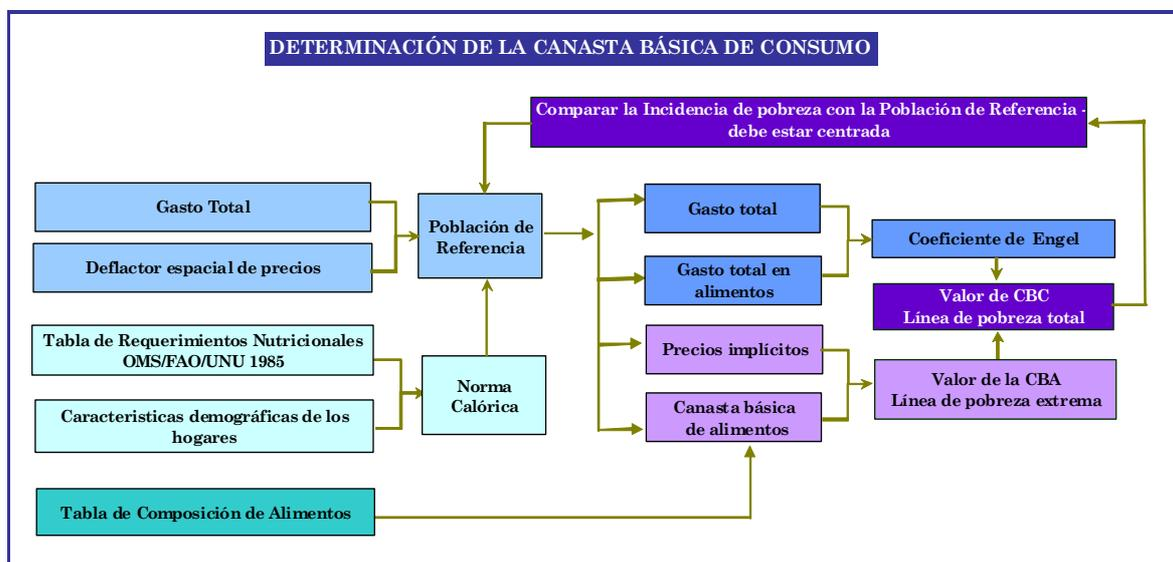 DETERMINACIÓN DE LA CANASTA BÁSICA DE CONSUMO
Comparar la Incidencia de pobreza con la Población de Referencia -
debe estar centrada
Gasto Total
Deflactor espacial de precios
Población de
Referencia
Gasto total
Gasto total en
alimentos
Coeficiente de Engel
Valor de CBC
Línea de pobreza total
Tabla de Requerimientos Nutricionales
OMS/FAO/UNU 1985
Caracteristicas demográficas de los
hogares
Norma
Calórica
Precios implícitos
Canasta básica
de alimentos
Valor de la CBA
Línea de pobreza extrema
Tabla de Composición de Alimentos